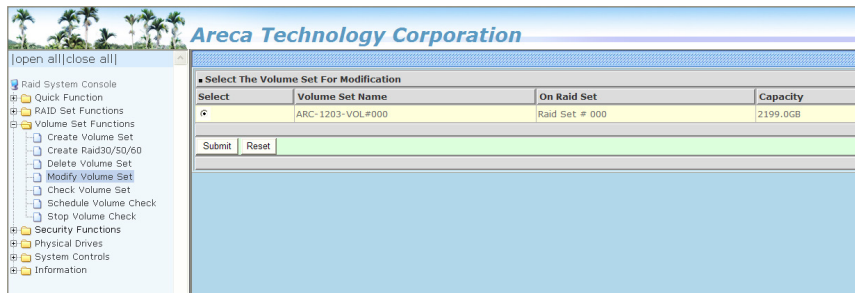 Areca Technology Corporation
|open all|close all|
Raid System Console
Quick Function
RAID Set Functions
Volume Set Functions
Create Volume Set
Create Raid30/50/60
Delete Volume Set
Modify Volume Set
Check Volume Set
Schedule Volume Check
Stop Volume Check
Security Functions
Physical Drives
System Controls
Information
Select The Volume Set For Modification
Select Volume Set Name On Raid Set Capacity
ARC-1203-VOL#000 Raid Set # 000 2199.0GB
Submit Reset